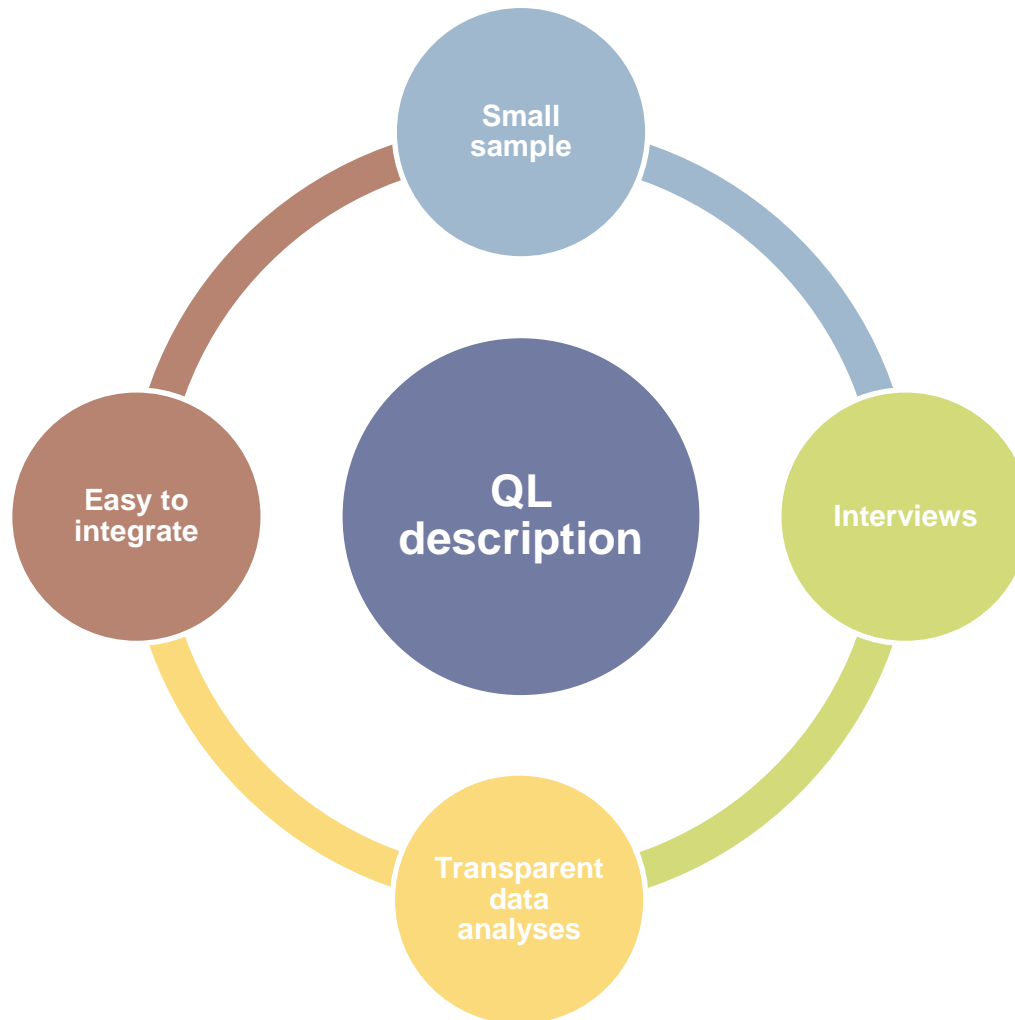 Small
sample
QL
description
Easy to
integrate
Interviews
Transparent
data
analyses